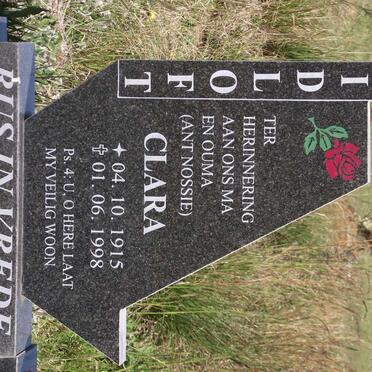 IDLOFT
TER
HERINNERING
AAN ONS MA
EN OUMA
(ANT NOSSIE)
CLARA
04. 10. 1915
01. 06. 1998
Ps. 4: U, O HERE LAAT
MY VEILIG WOON
RUS IN VREDE